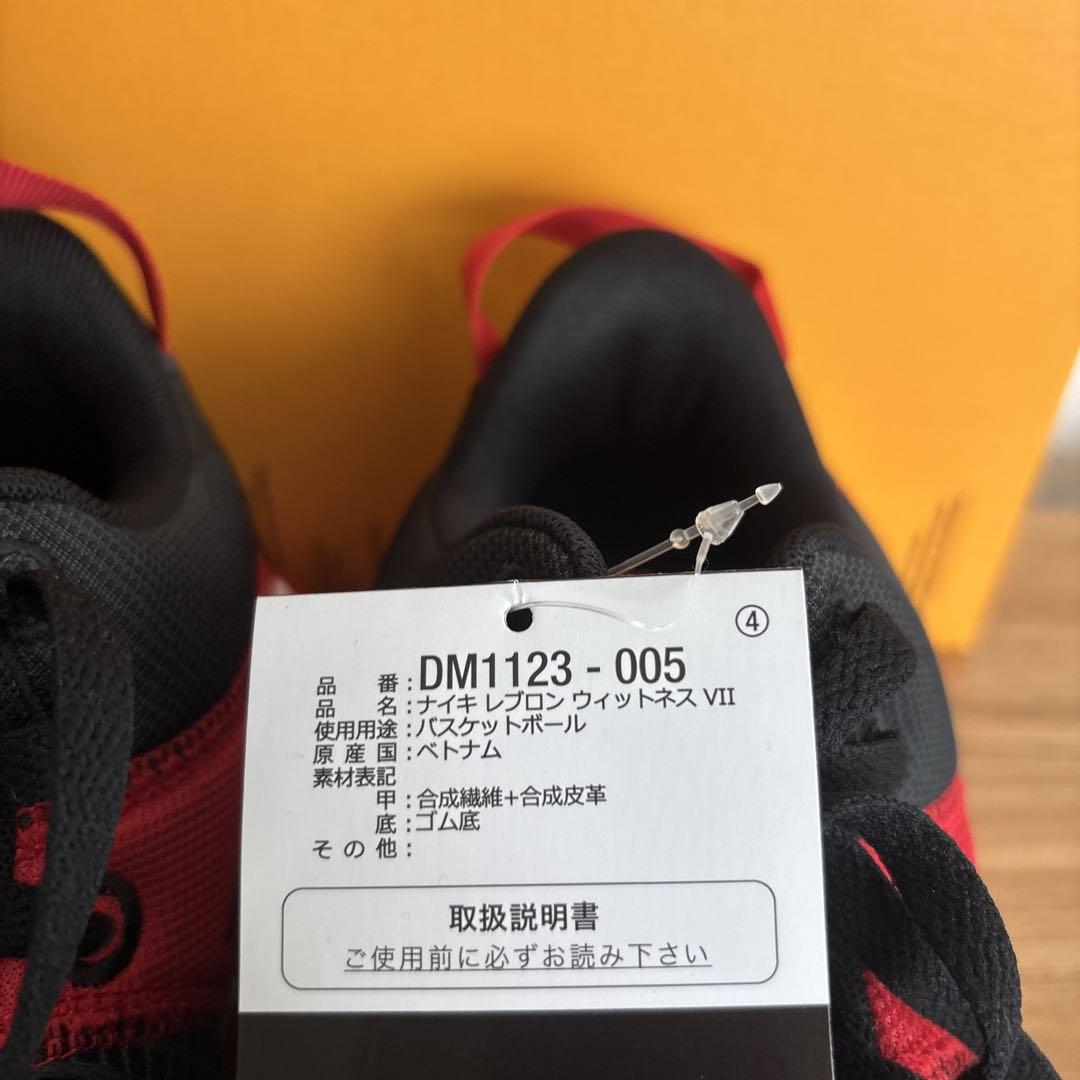 ④
品番:DM1123 - 005
品名:ナイキ レブロン ウィットネス VII
使用用途:バスケットボール
原産国:ベトナム
素材表記
甲:合成繊維+合成皮革
底:ゴム底
その他:
取扱説明書
ご使用前に必ずお読み下さい